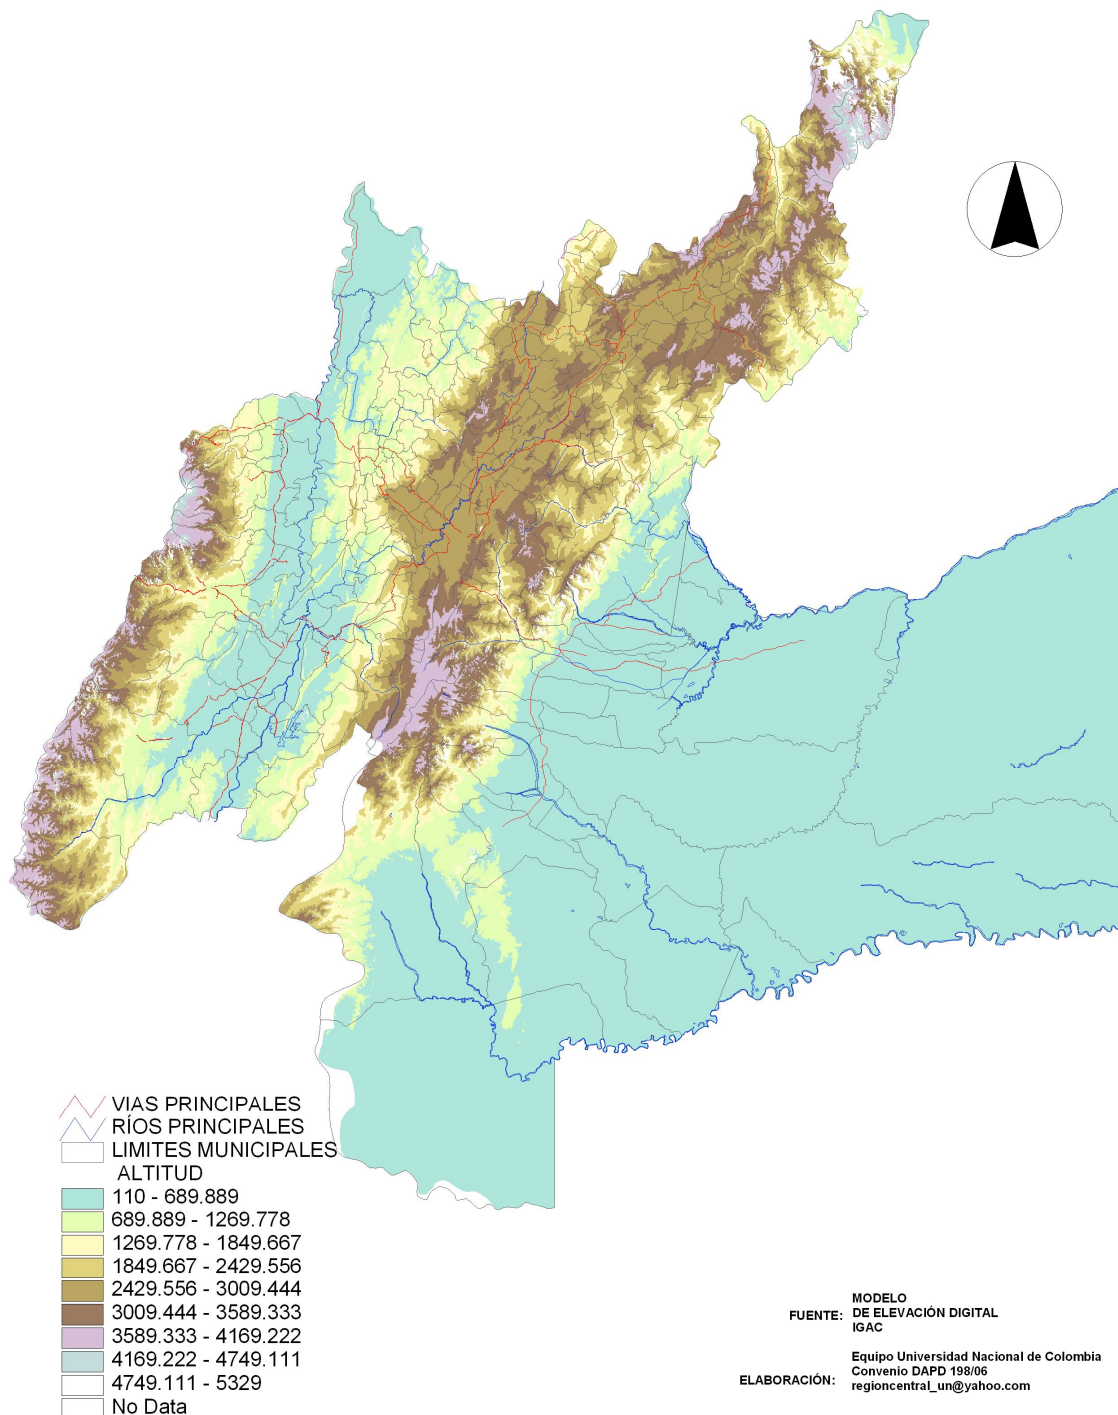 VIAS PRINCIPALES
RÍOS PRINCIPALES
LIMITES MUNICIPALES
ALTITUD
110 - 689.889
689.889 - 1269.778
1269.778 - 1849.667
1849.667 - 2429.556
2429.556 - 3009.444
3009.444 - 3589.333
3589.333 - 4169.222
4169.222 - 4749.111
4749.111 - 5329
No Data
FUENTE:
MODELO
DE ELEVACIÓN DIGITAL
IGAC
ELABORACIÓN:
Equipo Universidad Nacional de Colombia
Convenio DAPD 198/06
regioncentral_un@yahoo.com